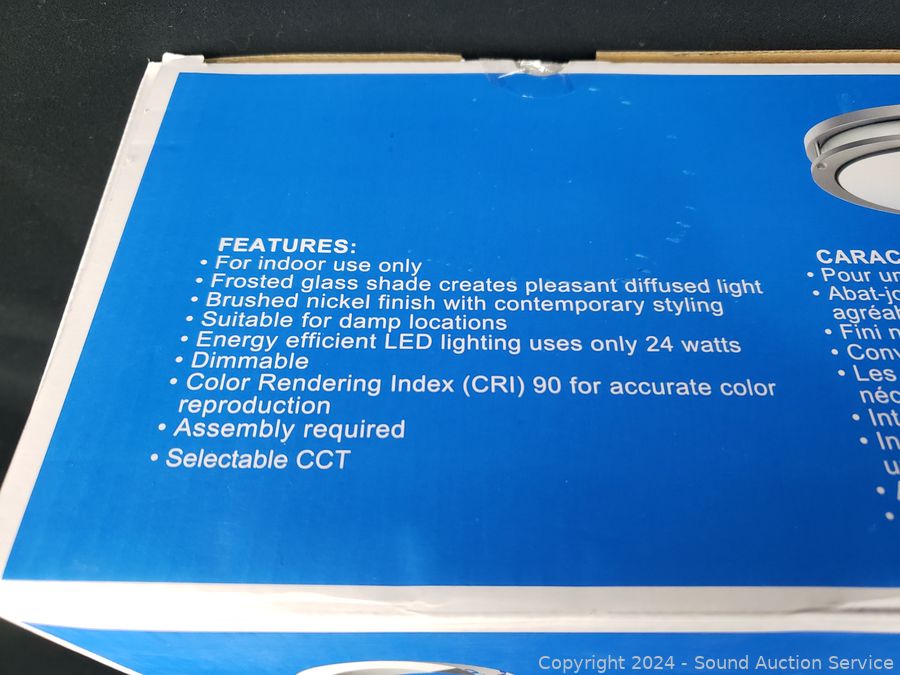 FEATURES:
• For indoor use only
• Frosted glass shade creates pleasant diffused light
• Brushed nickel finish with contemporary styling
• Suitable for damp locations
• Energy efficient LED lighting uses only 24 watts
• Dimmable
• Color Rendering Index (CRI) 90 for accurate color
reproduction
• Assembly required
• Selectable CCT
CARAC
• Pour un
• Abat-jo
agréab
• Fini n
• Conv
• Les
néc
• Int
• In
u
Copyright 2024 - Sound Auction Service